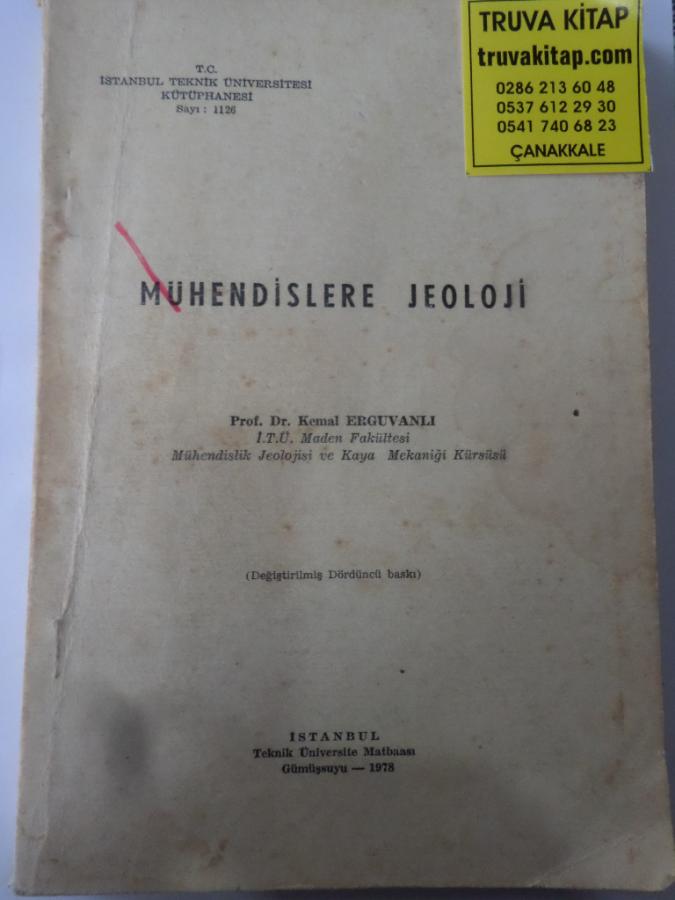 T.C.
İSTANBUL TEKNİK ÜNİVERSİTESİ
KÜTÜPHANESİ
Sayı : 1126
TRUVA KİTAP
truvakitap.com
0286 213 60 48
0537 612 29 30
0541 740 68 23
ÇANAKKALE
MÜHENDİSLERE JEOLOJİ
Prof. Dr. Kemal ERGUVANLI
İ.T.Ü. Maden Fakültesi
Mühendislik Jeolojisi ve Kaya Mekaniği Kürsüsü
(Değiştirilmiş Dördüncü baskı)
İSTANBUL
Teknik Üniversite Matbaası
Gümüşsuyu — 1978